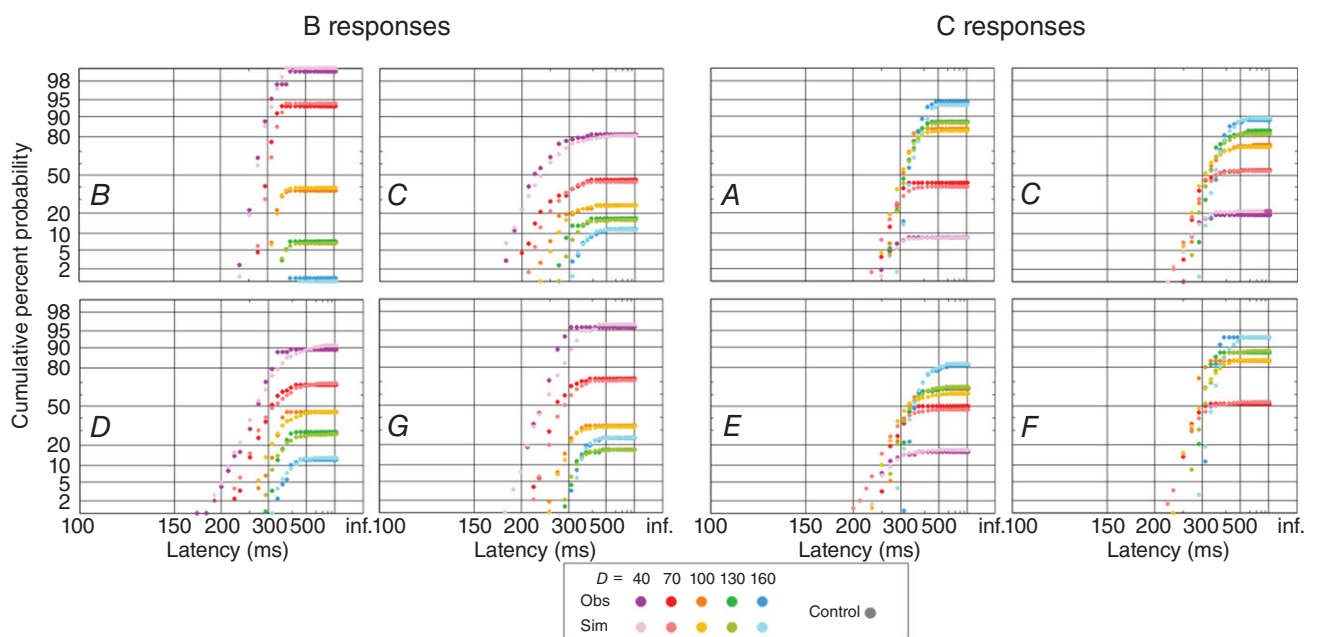 B responses
C responses
Cumulative percent probability
98
95
90
80
50
20
10
5
2
B
C
A
C
98
95
90
80
50
20
10
5
2
D
G
E
F
100 150 200 300 500 inf.
100 150 200 300 500 inf.
100 150 200 300 500 inf.
100 150 200 300 500 inf.
Latency (ms)
Latency (ms)
Latency (ms)
Latency (ms)
D = 40 70 100 130 160
Obs
Control
Sim